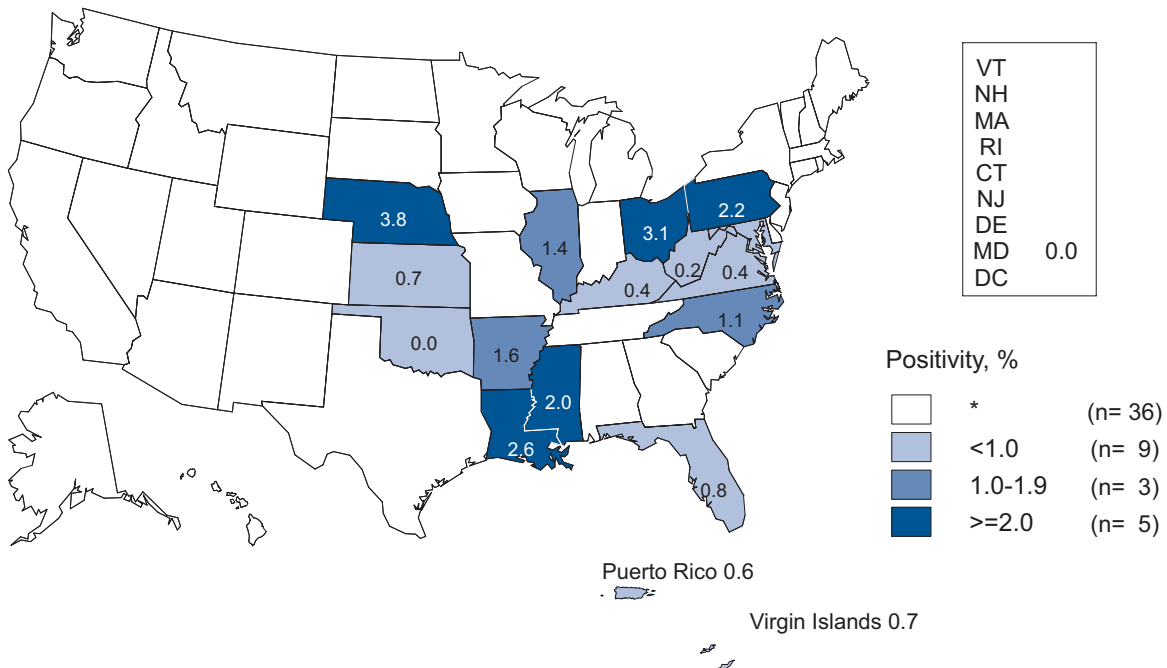 VT
NH
MA
RI
CT
NJ
DE
MD 0.0
DC
3.8
2.2
3.1
1.4
0.2
0.4
0.7
0.4
1.1
0.0
1.6
2.0
2.6
0.8
Positivity, %
* (n= 36)
<1.0 (n= 9)
1.0-1.9 (n= 3)
>=2.0 (n= 5)
Puerto Rico 0.6
Virgin Islands 0.7